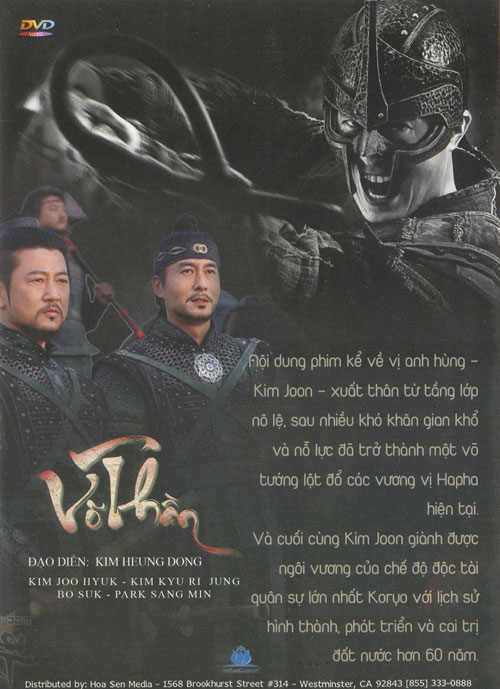 DVD
VIDEO
Nội dung phim kể về vị anh hùng –
Kim Joon – xuất thân từ tầng lớp
nô lệ, sau nhiều khó khăn gian khổ
và nỗ lực đã trở thành một võ
tướng lật đổ các vương vị Hapha
hiện tại.
Và cuối cùng Kim Joon giành được
ngôi vương của chế độ độc tài
quân sự lớn nhất Koryo với lịch sử
hình thành, phát triển và cai trị
đất nước hơn 60 năm.
Võ Thần
ĐẠO DIỄN: KIM HEUNG DONG
KIM JOO HYUK - KIM KYU RI JUNG
BO SUK - PARK SANG MIN
Distributed by: Hoa Sen Media - 1568 Brookhurst Street #314 - Westminster, CA 92843 [855] 333-0888